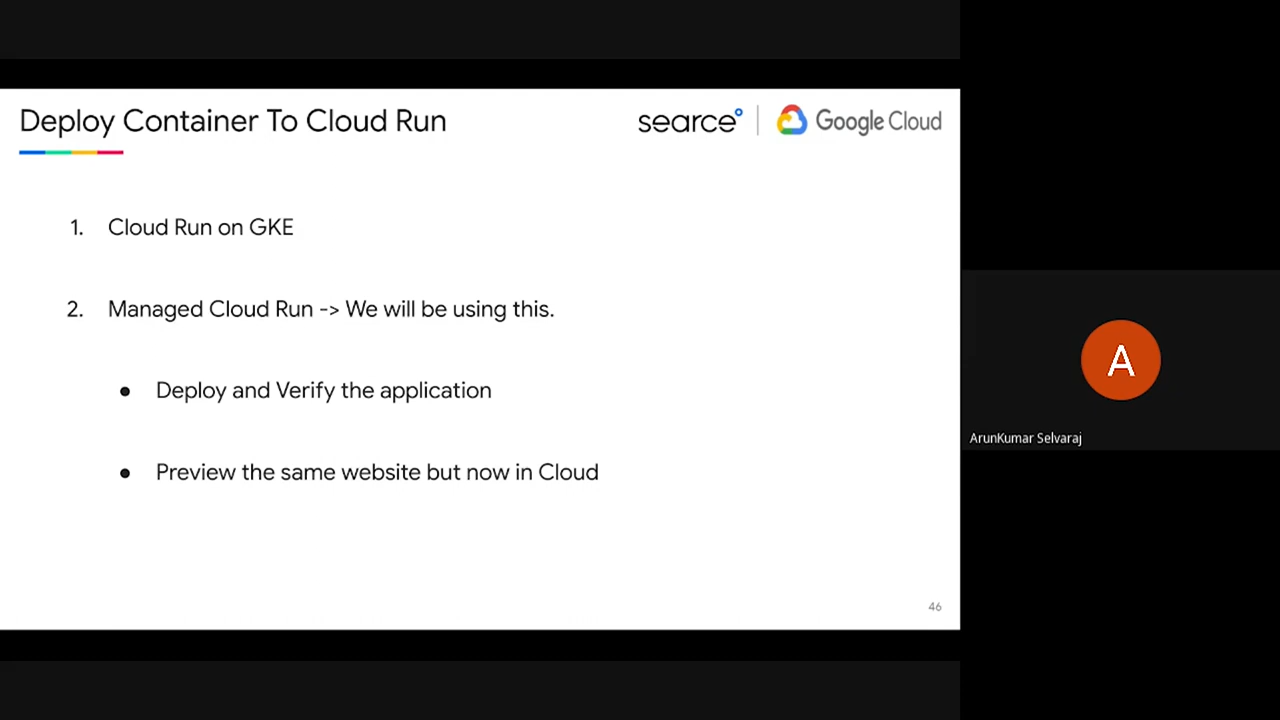 Deploy Container To Cloud Run
searce
Google Cloud
1. Cloud Run on GKE
2. Managed Cloud Run -> We will be using this.
● Deploy and Verify the application
● Preview the same website but now in Cloud
46
A
ArunKumar Selvaraj